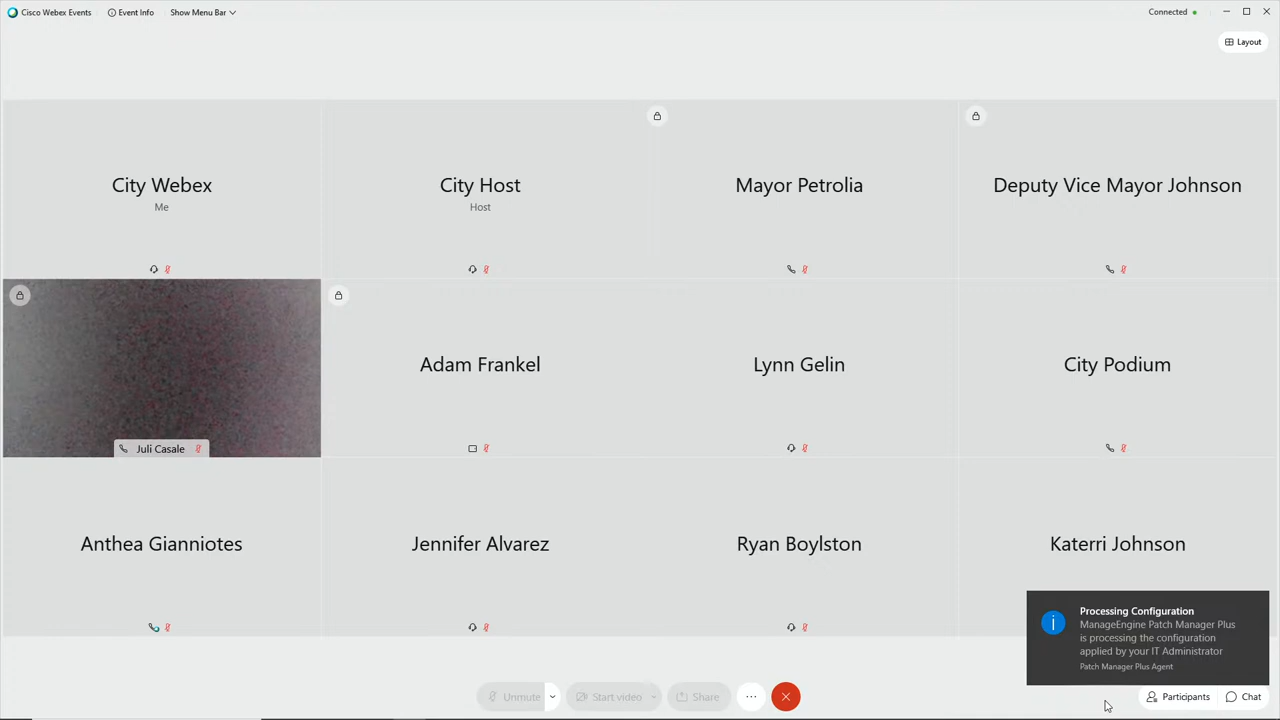 Cisco Webex Events
Event Info
Show Menu Bar
Connected
Layout
City Webex
Me
City Host
Host
Mayor Petrolia
Deputy Vice Mayor Johnson
Juli Casale
Adam Frankel
Lynn Gelin
City Podium
Anthea Gianniotes
Jennifer Alvarez
Ryan Boylston
Katerri Johnson
Processing Configuration
ManageEngine Patch Manager Plus
is processing the configuration
applied by your IT Administrator
Patch Manager Plus Agent
Unmute
Start video
Share
Participants
Chat